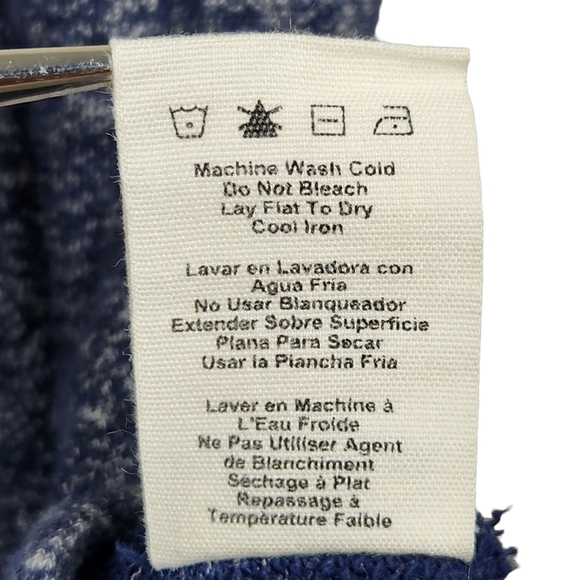 Machine Wash Cold
Do Not Bleach
Lay Flat To Dry
Cool Iron
Lavar en Lavadora con
Agua Fria
No Usar Blanqueador
Extender Sobre Superficie
Plana Para Secar
Usar la Plancha Fria
Laver en Machine à
L'Eau Froide
Ne Pas Utiliser Agent
de Blanchiment
Séchage à Plat
Repassage à
Température Faible